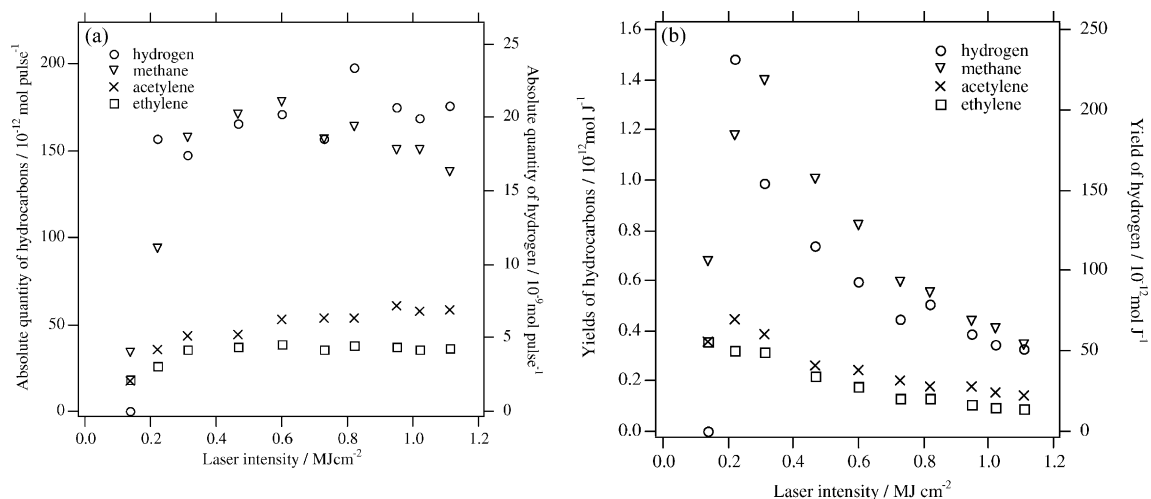 (a)
hydrogen
methane
acetylene
ethylene
Absolute quantity of hydrocarbons / 10⁻¹² mol pulse⁻¹
200
150
100
50
0
25
20
15
10
5
0
Absolute quantity of hydrogen / 10⁻⁹mol pulse⁻¹
0.0 0.2 0.4 0.6 0.8 1.0 1.2
Laser intensity / MJcm⁻²
(b)
hydrogen
methane
acetylene
ethylene
Yields of hydrocarbons / 10⁻¹²mol J⁻¹
1.6
1.4
1.2
1.0
0.8
0.6
0.4
0.2
0.0
250
200
150
100
50
0
Yield of hydrogen / 10⁻¹²mol J⁻¹
0.0 0.2 0.4 0.6 0.8 1.0 1.2
Laser intensity / MJ cm⁻²